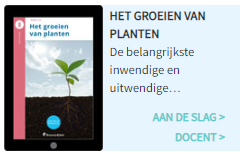 Het groeien
van planten
HET GROEIEN VAN
PLANTEN
De belangrijkste
inwendige en
uitwendige...
AAN DE SLAG >
DOCENT >